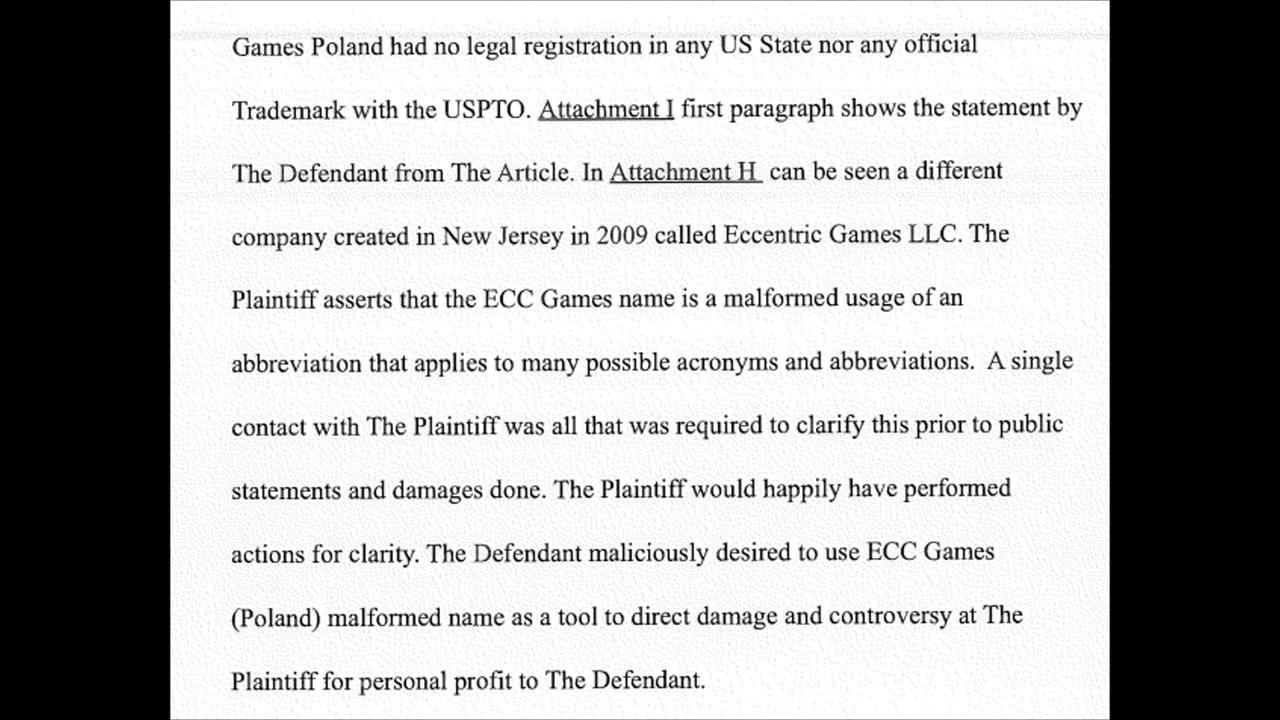 Games Poland had no legal registration in any US State nor any official
Trademark with the USPTO. Attachment I first paragraph shows the statement by
The Defendant from The Article. In Attachment H can be seen a different
company created in New Jersey in 2009 called Eccentric Games LLC. The
Plaintiff asserts that the ECC Games name is a malformed usage of an
abbreviation that applies to many possible acronyms and abbreviations. A single
contact with The Plaintiff was all that was required to clarify this prior to public
statements and damages done. The Plaintiff would happily have performed
actions for clarity. The Defendant maliciously desired to use ECC Games
(Poland) malformed name as a tool to direct damage and controversy at The
Plaintiff for personal profit to The Defendant.